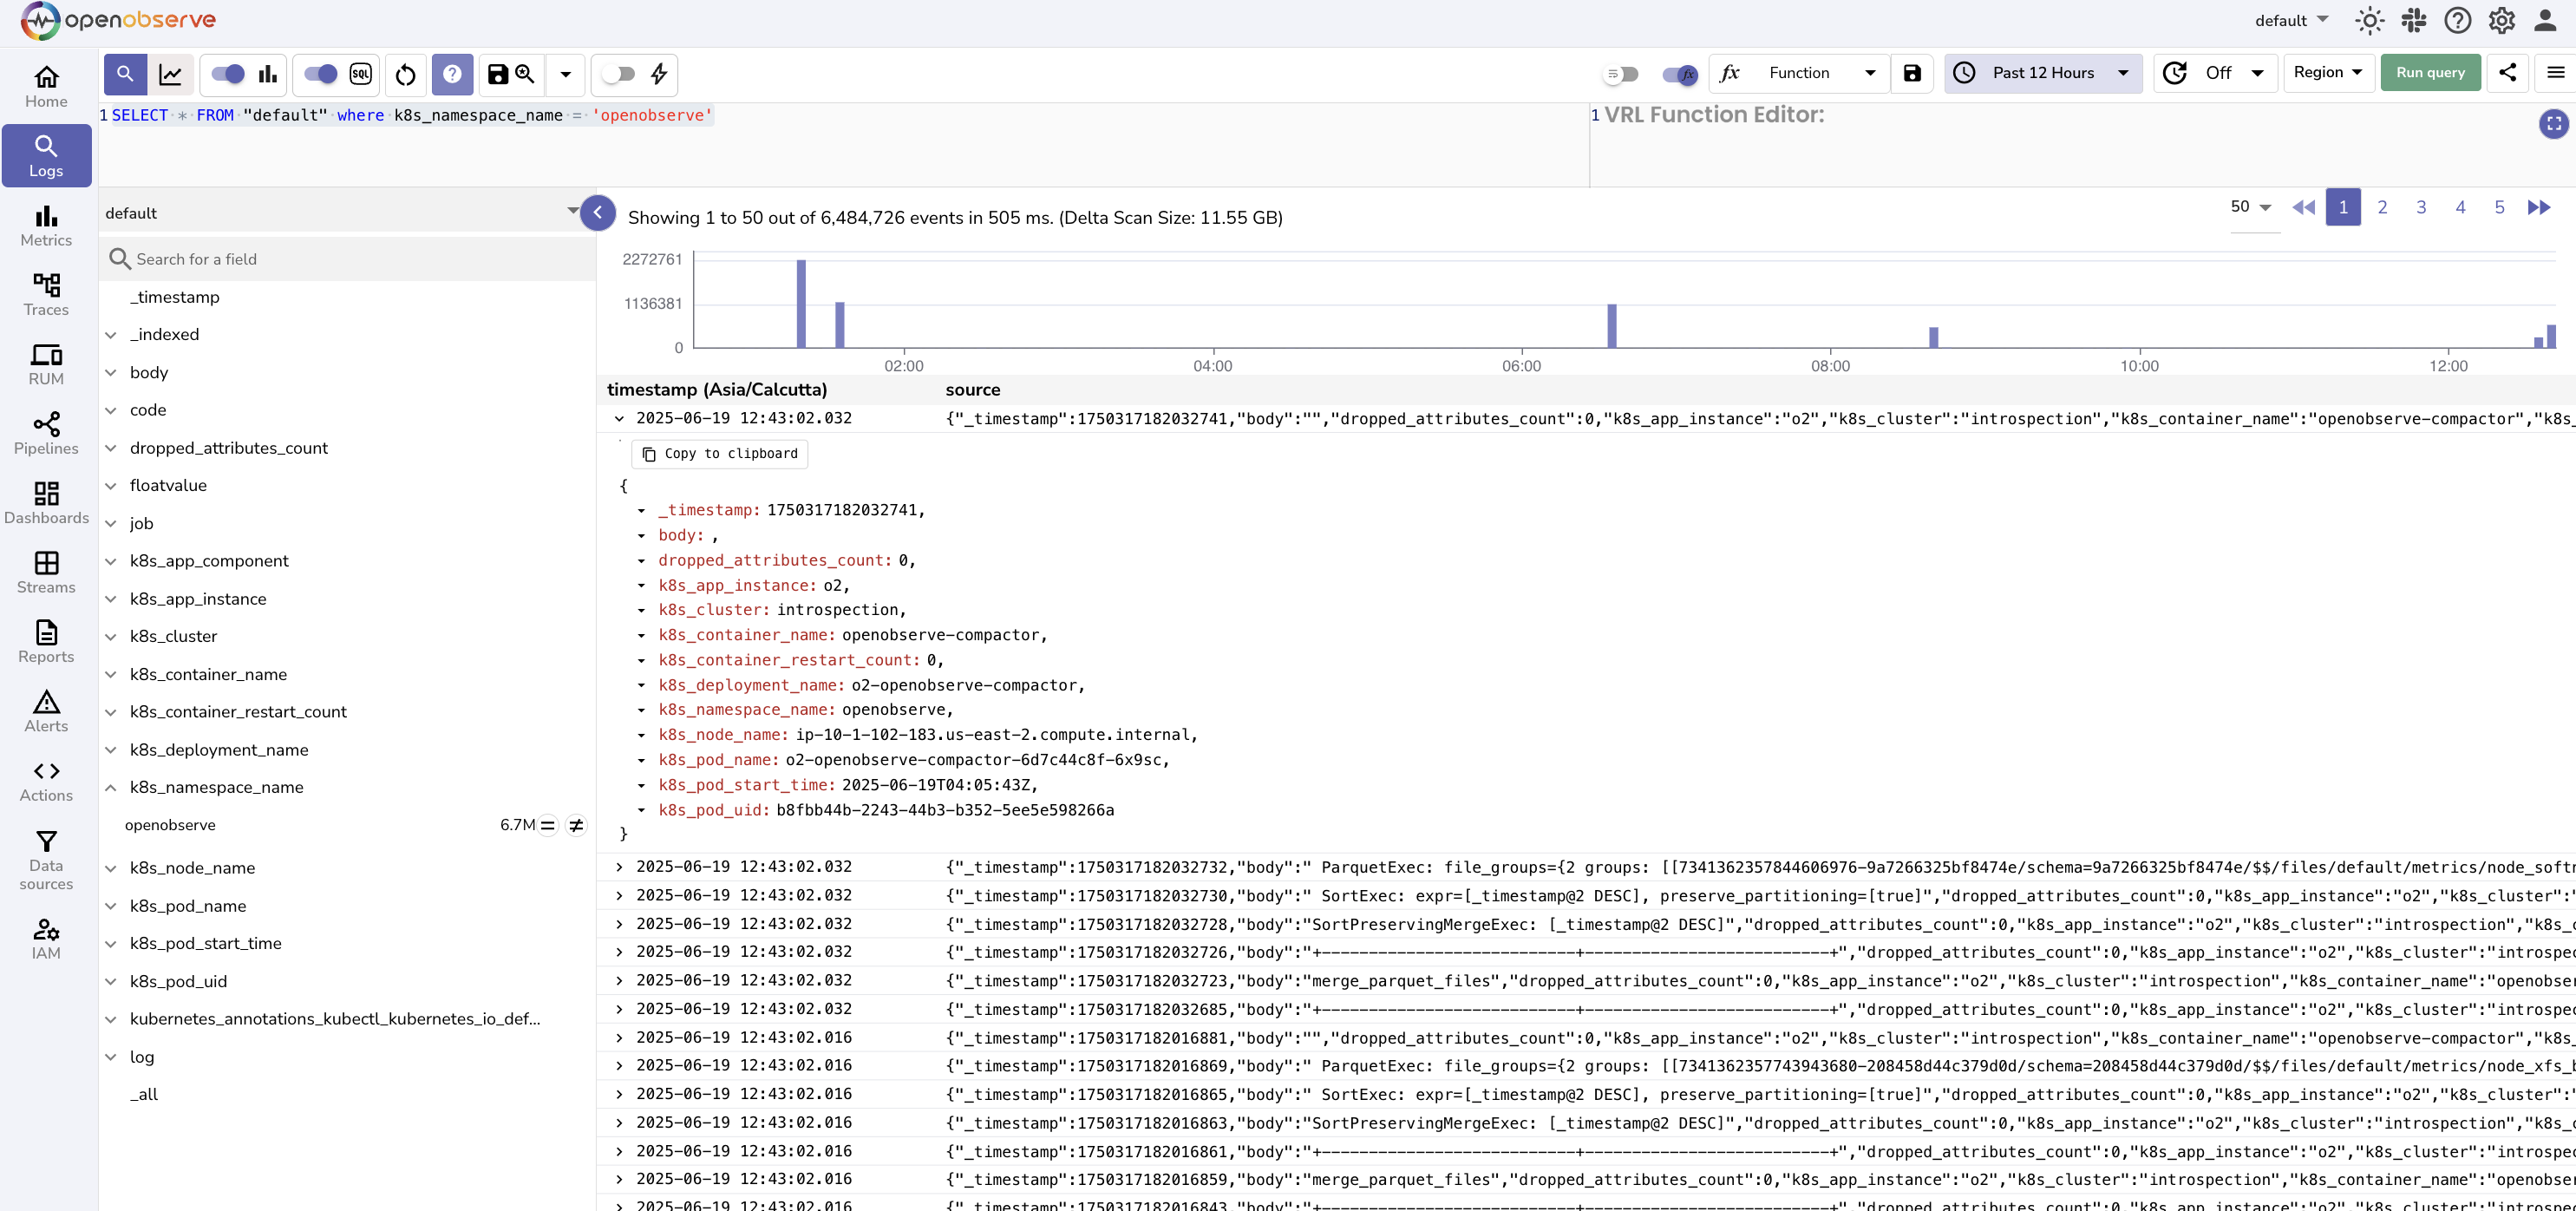 openobserve
default
Home
Logs
Metrics
Traces
RUM
Pipelines
Dashboards
Streams
Reports
Alerts
Actions
Data
sources
IAM
SQL
fx
fx Function
Past 12 Hours
Off
Region
Run query
1 SELECT * FROM "default" where k8s_namespace_name = 'openobserve'
1 VRL Function Editor:
default
Search for a field
_timestamp
_indexed
body
code
dropped_attributes_count
floatvalue
job
k8s_app_component
k8s_app_instance
k8s_cluster
k8s_container_name
k8s_container_restart_count
k8s_deployment_name
k8s_namespace_name
openobserve 6.7M
k8s_node_name
k8s_pod_name
k8s_pod_start_time
k8s_pod_uid
kubernetes_annotations_kubectl_kubernetes_io_def...
log
_all
Showing 1 to 50 out of 6,484,726 events in 505 ms. (Delta Scan Size: 11.55 GB)
50 1 2 3 4 5
2272761
1136381
0
02:00 04:00 06:00 08:00 10:00 12:00
timestamp (Asia/Calcutta) source
2025-06-19 12:43:02.032 {"_timestamp":1750317182032741,"body":"","dropped_attributes_count":0,"k8s_app_instance":"o2","k8s_cluster":"introspection","k8s_container_name":"openobserve-compactor","k8s_
Copy to clipboard
{
_timestamp: 1750317182032741,
body: ,
dropped_attributes_count: 0,
k8s_app_instance: o2,
k8s_cluster: introspection,
k8s_container_name: openobserve-compactor,
k8s_container_restart_count: 0,
k8s_deployment_name: o2-openobserve-compactor,
k8s_namespace_name: openobserve,
k8s_node_name: ip-10-1-102-183.us-east-2.compute.internal,
k8s_pod_name: o2-openobserve-compactor-6d7c44c8f-6x9sc,
k8s_pod_start_time: 2025-06-19T04:05:43Z,
k8s_pod_uid: b8fbb44b-2243-44b3-b352-5ee5e598266a
}
2025-06-19 12:43:02.032 {"_timestamp":1750317182032732,"body":" ParquetExec: file_groups={2 groups: [[7341362357844606976-9a7266325bf8474e/schema=9a7266325bf8474e/$$/files/default/metrics/node_softn
2025-06-19 12:43:02.032 {"_timestamp":1750317182032730,"body":" SortExec: expr=[_timestamp@2 DESC], preserve_partitioning=[true]","dropped_attributes_count":0,"k8s_app_instance":"o2","k8s_cluster":"
2025-06-19 12:43:02.032 {"_timestamp":1750317182032728,"body":"SortPreservingMergeExec: [_timestamp@2 DESC]","dropped_attributes_count":0,"k8s_app_instance":"o2","k8s_cluster":"introspection","k8s_c
2025-06-19 12:43:02.032 {"_timestamp":1750317182032726,"body":"+---------------------------+---------------------------+","dropped_attributes_count":0,"k8s_app_instance":"o2","k8s_cluster":"introspec
2025-06-19 12:43:02.032 {"_timestamp":1750317182032723,"body":"merge_parquet_files","dropped_attributes_count":0,"k8s_app_instance":"o2","k8s_cluster":"introspection","k8s_container_name":"openobser
2025-06-19 12:43:02.032 {"_timestamp":1750317182032685,"body":"+---------------------------+---------------------------+","dropped_attributes_count":0,"k8s_app_instance":"o2","k8s_cluster":"introspec
2025-06-19 12:43:02.016 {"_timestamp":1750317182016881,"body":"","dropped_attributes_count":0,"k8s_app_instance":"o2","k8s_cluster":"introspection","k8s_container_name":"openobserve-compactor","k8s_
2025-06-19 12:43:02.016 {"_timestamp":1750317182016869,"body":" ParquetExec: file_groups={2 groups: [[7341362357743943680-208458d44c379d0d/schema=208458d44c379d0d/$$/files/default/metrics/node_xfs_b
2025-06-19 12:43:02.016 {"_timestamp":1750317182016865,"body":" SortExec: expr=[_timestamp@2 DESC], preserve_partitioning=[true]","dropped_attributes_count":0,"k8s_app_instance":"o2","k8s_cluster":"
2025-06-19 12:43:02.016 {"_timestamp":1750317182016863,"body":"SortPreservingMergeExec: [_timestamp@2 DESC]","dropped_attributes_count":0,"k8s_app_instance":"o2","k8s_cluster":"introspection","k8s_c
2025-06-19 12:43:02.016 {"_timestamp":1750317182016861,"body":"+---------------------------+---------------------------+","dropped_attributes_count":0,"k8s_app_instance":"o2","k8s_cluster":"introspec
2025-06-19 12:43:02.016 {"_timestamp":1750317182016859,"body":"merge_parquet_files","dropped_attributes_count":0,"k8s_app_instance":"o2","k8s_cluster":"introspection","k8s_container_name":"openobser
2025-06-19 12:43:02.016 {"_timestamp":1750317182016843,"body":"+---------------------------+---------------------------+","dropped_attributes_count":0,"k8s_app_instance":"o2","k8s_cluster":"introspec